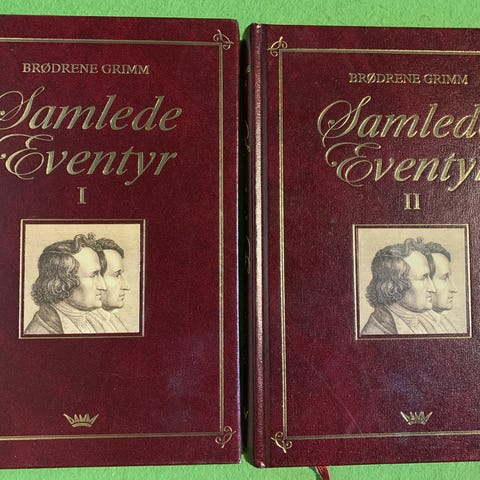 BRØDRENE GRIMM
Samlede
Eventyr
I
BRØDRENE GRIMM
Samlede
Eventyr
II